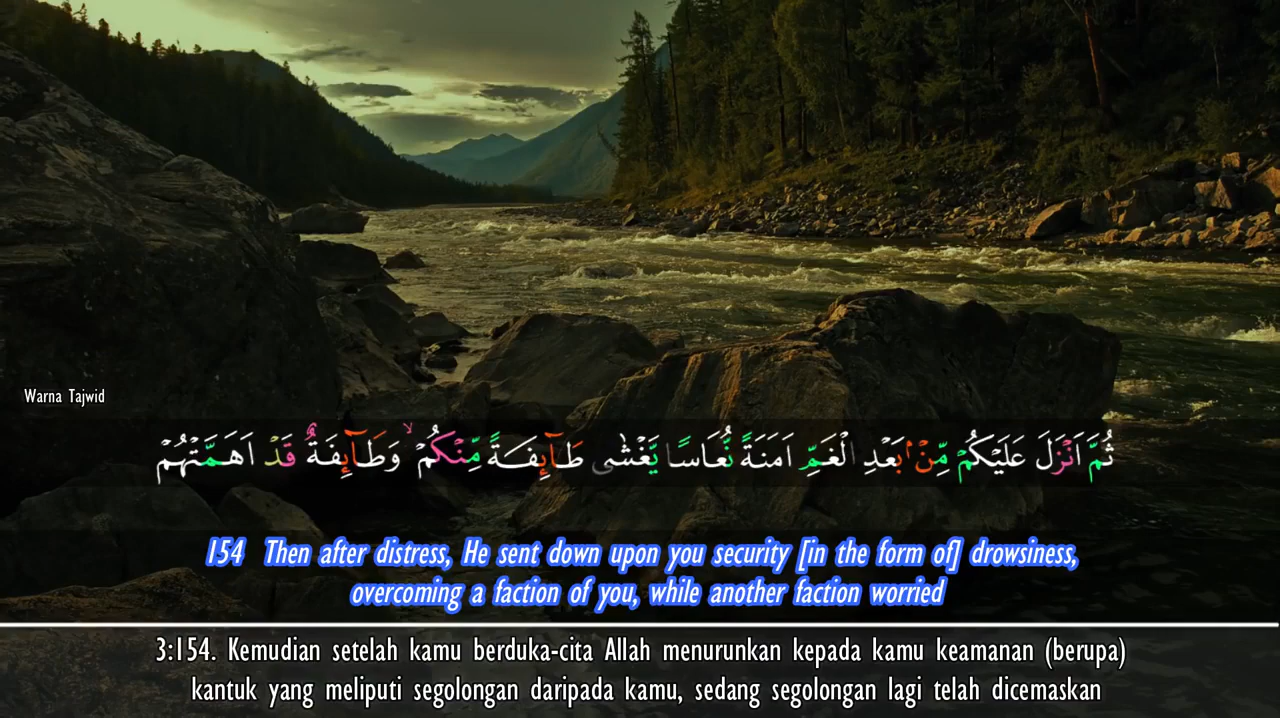 Warna Tajwid
ثُمَّ اَنْزَلَ عَلَيْكُمْ مِّنْۢ بَعْدِ الْغَمِّ اَمَنَةً نُّعَاسًا يَّغْشٰى طَاۤىِٕفَةً مِّنْكُمْ ۙ وَطَاۤىِٕفَةٌ قَدْ اَهَمَّتْهُمْ
154 Then after distress, He sent down upon you security [in the form of] drowsiness,
overcoming a faction of you, while another faction worried
3:154. Kemudian setelah kamu berduka-cita Allah menurunkan kepada kamu keamanan (berupa)
kantuk yang meliputi segolongan daripada kamu, sedang segolongan lagi telah dicemaskan